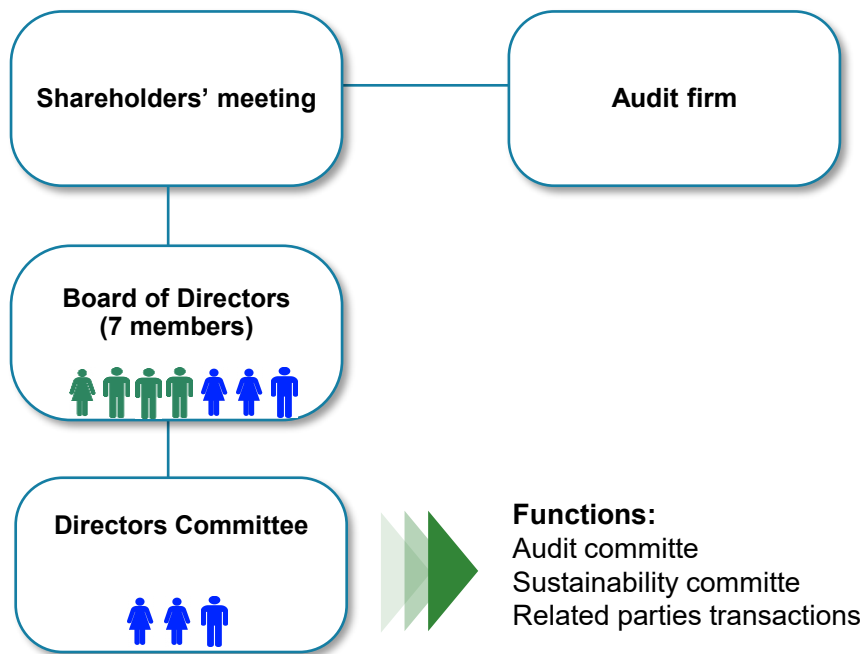 Shareholders’ meeting
Audit firm
Board of Directors
(7 members)
Directors Committee
Functions:
Audit committe
Sustainability committe
Related parties transactions